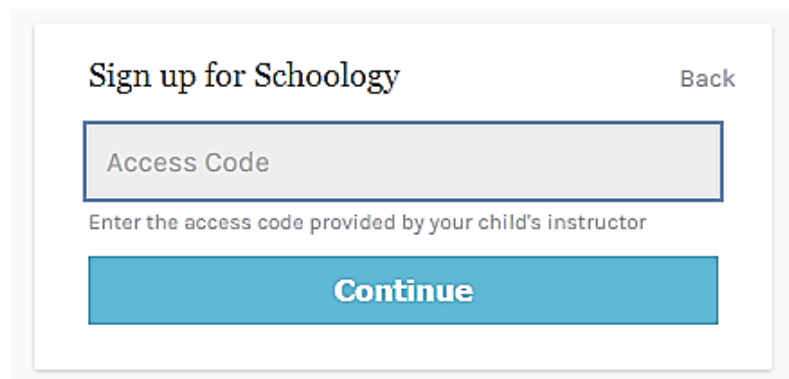 Sign up for Schoology
Back
Access Code
Enter the access code provided by your child's instructor
Continue